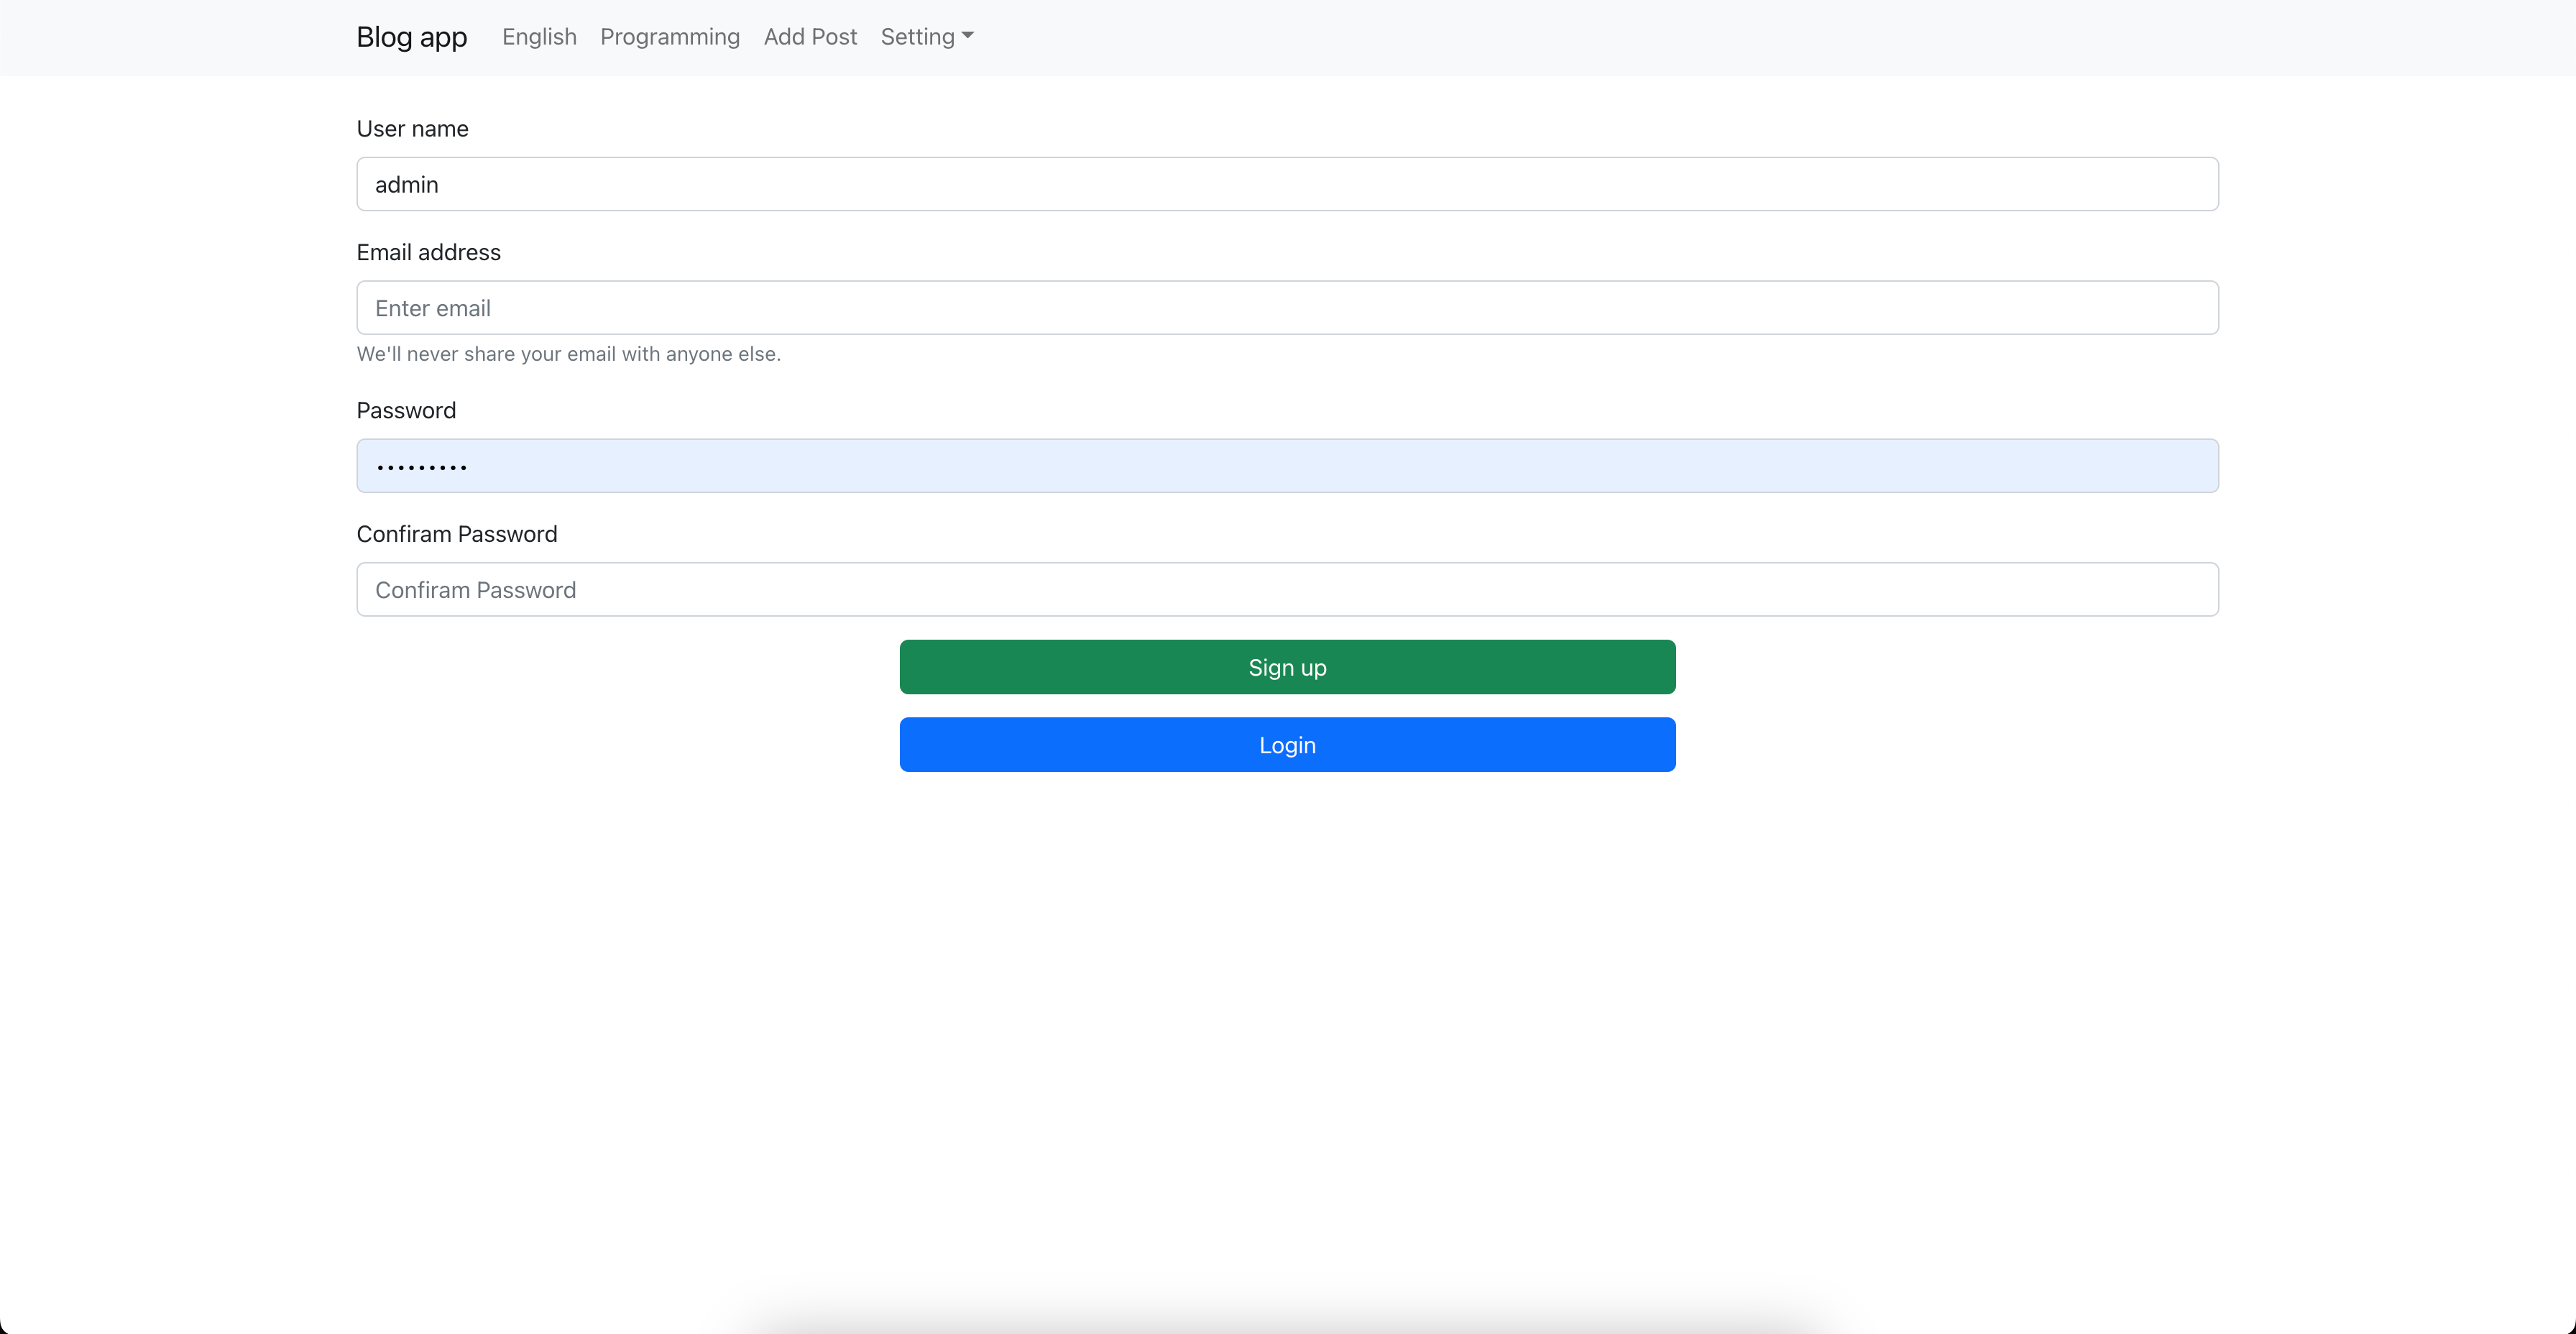 Blog app English Programming Add Post Setting
User name
admin
Email address
Enter email
We'll never share your email with anyone else.
Password
•••••••••
Confiram Password
Confiram Password
Sign up
Login